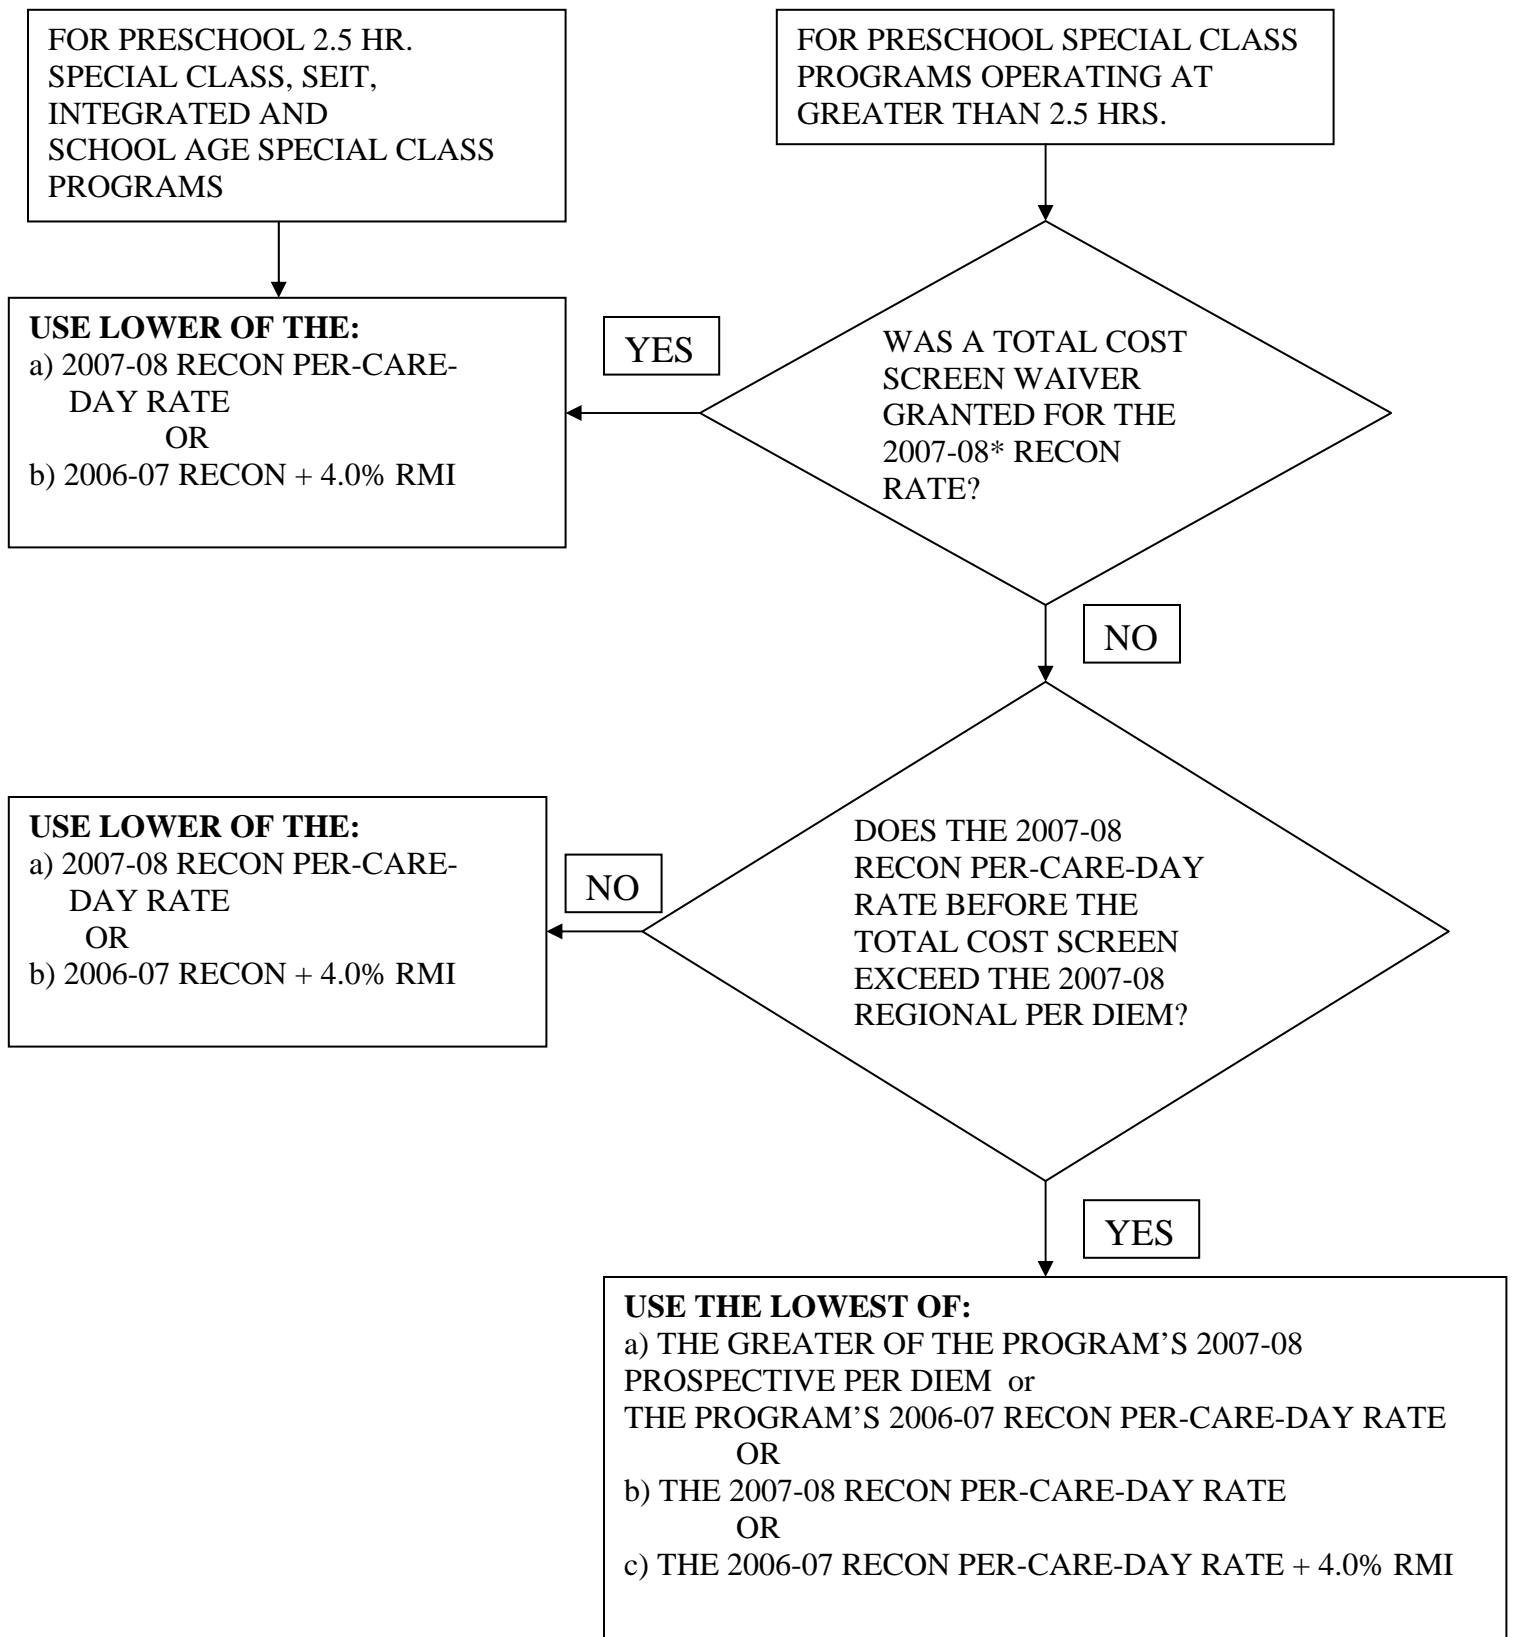 FOR PRESCHOOL 2.5 HR.
SPECIAL CLASS, SEIT,
INTEGRATED AND
SCHOOL AGE SPECIAL CLASS
PROGRAMS
FOR PRESCHOOL SPECIAL CLASS
PROGRAMS OPERATING AT
GREATER THAN 2.5 HRS.
USE LOWER OF THE:
a) 2007-08 RECON PER-CARE-
DAY RATE
OR
b) 2006-07 RECON + 4.0% RMI
YES
WAS A TOTAL COST
SCREEN WAIVER
GRANTED FOR THE
2007-08* RECON
RATE?
NO
USE LOWER OF THE:
a) 2007-08 RECON PER-CARE-
DAY RATE
OR
b) 2006-07 RECON + 4.0% RMI
NO
DOES THE 2007-08
RECON PER-CARE-DAY
RATE BEFORE THE
TOTAL COST SCREEN
EXCEED THE 2007-08
REGIONAL PER DIEM?
YES
USE THE LOWEST OF:
a) THE GREATER OF THE PROGRAM’S 2007-08
PROSPECTIVE PER DIEM or
THE PROGRAM’S 2006-07 RECON PER-CARE-DAY RATE
OR
b) THE 2007-08 RECON PER-CARE-DAY RATE
OR
c) THE 2006-07 RECON PER-CARE-DAY RATE + 4.0% RMI